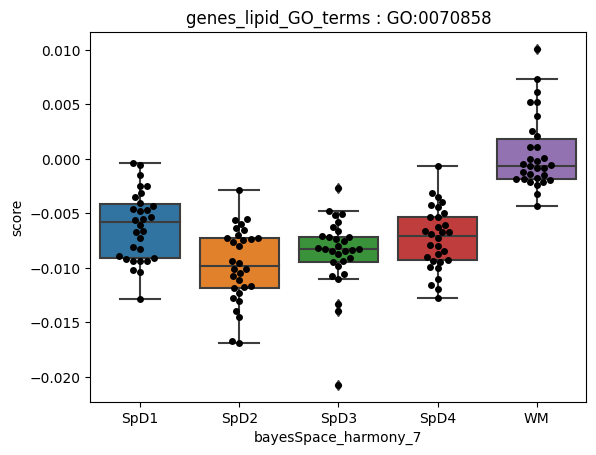 genes_lipid_GO_terms : GO:0070858
0.010
0.005
0.000
−0.005
−0.010
−0.015
−0.020
score
SpD1 SpD2 SpD3 SpD4 WM
bayesSpace_harmony_7